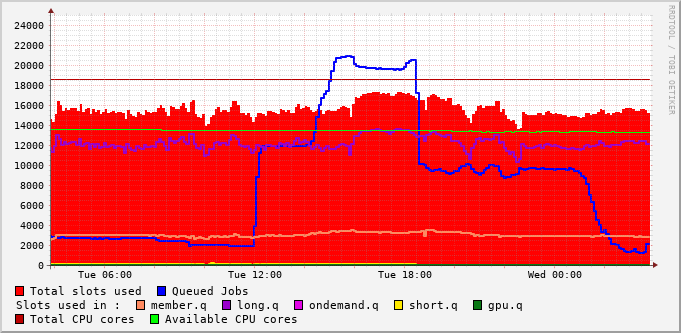 RRDTOOL / TOBI OETIKER
24000
22000
20000
18000
16000
14000
12000
10000
8000
6000
4000
2000
0
Tue 06:00 Tue 12:00 Tue 18:00 Wed 00:00
Total slots used Queued Jobs
Slots used in : member.q long.q ondemand.q short.q gpu.q
Total CPU cores Available CPU cores